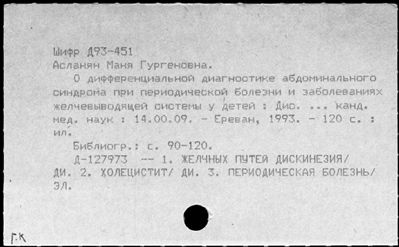 Шифр Д93-451
Асланян Маня Гургеновна.
О дифференциальной диагностике абдоминального
синдрома при периодической болезни и заболеваниях
желчевыводящей системы у детей : Дис. ... канд.
мед. наук : 14.00.09. - Ереван, 1993. - 120 с. :
ил.
Библиогр.: с. 90-120.
Д-127973 -- 1. ЖЕЛЧНЫХ ПУТЕЙ ДИСКИНЕЗИЯ/
ДИ. 2. ХОЛЕЦИСТИТ/ ДИ. 3. ПЕРИОДИЧЕСКАЯ БОЛЕЗНЬ/
ЭЛ.
Г.К